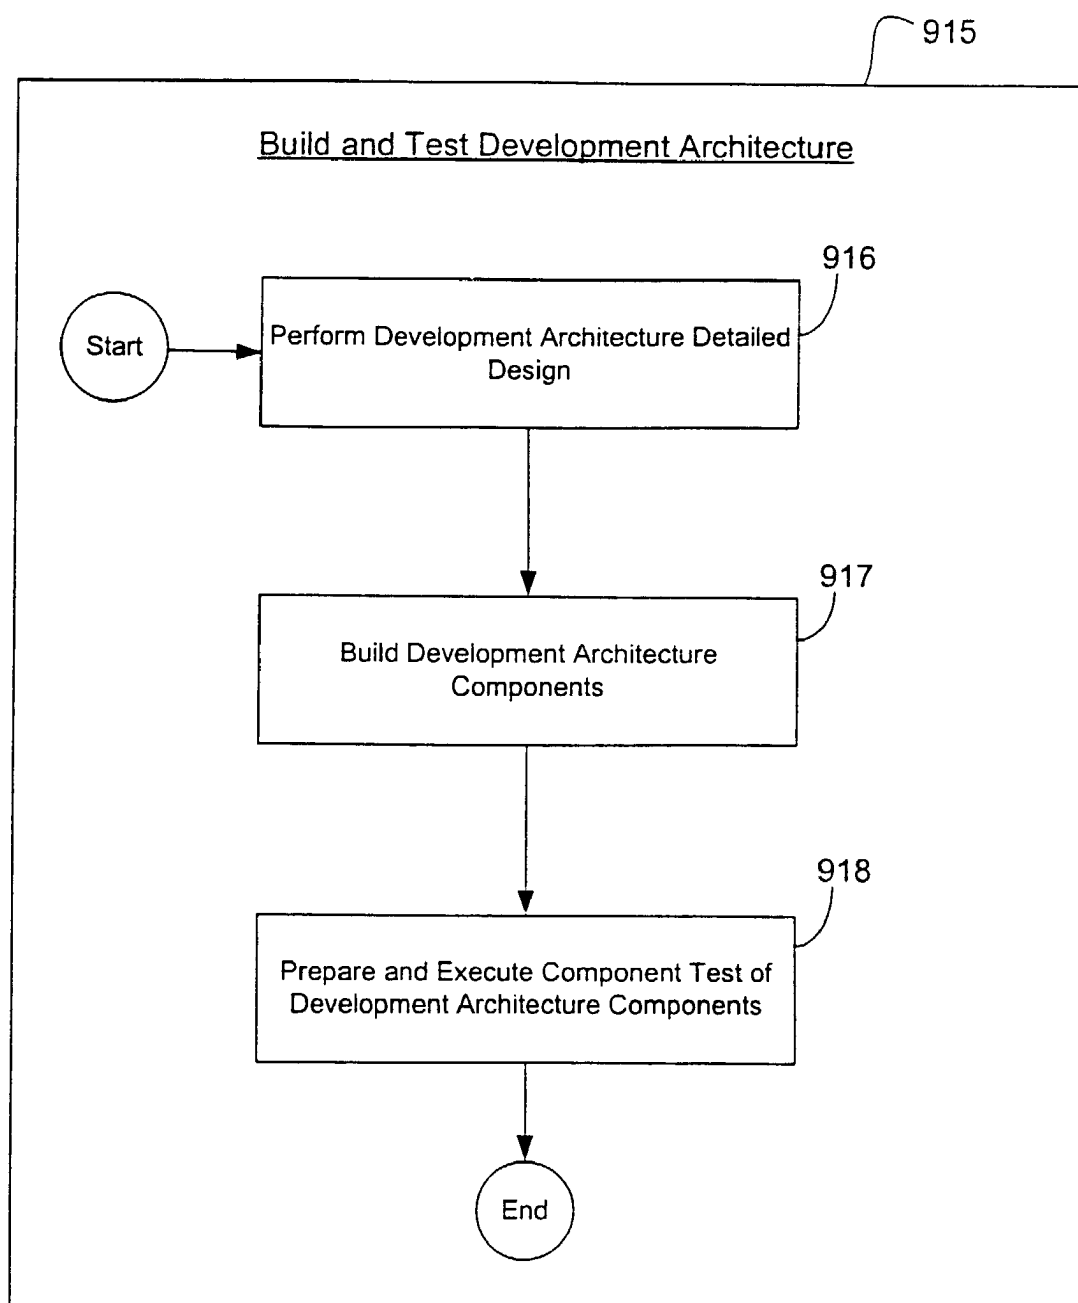 915
Build and Test Development Architecture
916
Start
Perform Development Architecture Detailed
Design
917
Build Development Architecture
Components
918
Prepare and Execute Component Test of
Development Architecture Components
End